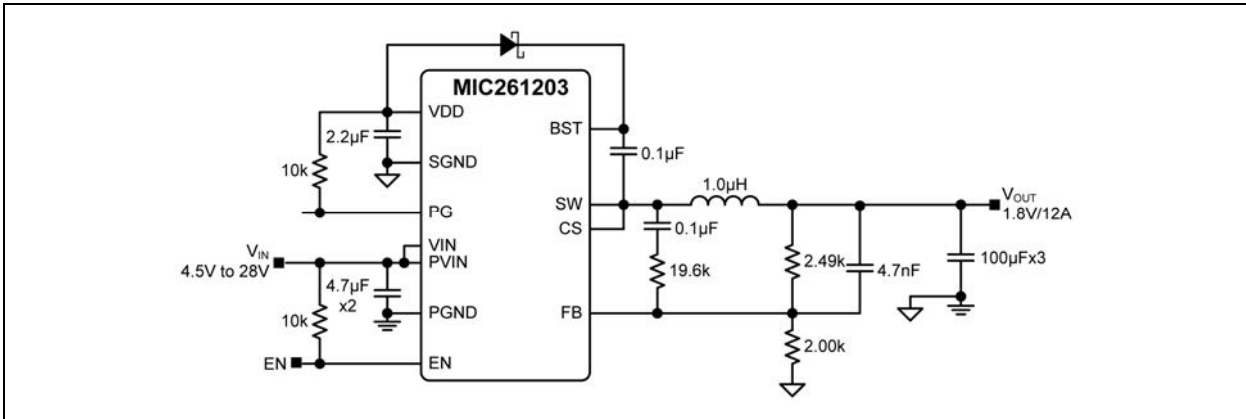 MIC261203
VDD
BST
2.2µF
0.1µF
SGND
10k
1.0µH
SW
VOUT
1.8V/12A
PG
CS
0.1µF
VIN
VIN
4.5V to 28V
PVIN
2.49k
4.7nF
100µFx3
19.6k
4.7µF
x2
10k
PGND
FB
2.00k
EN
EN